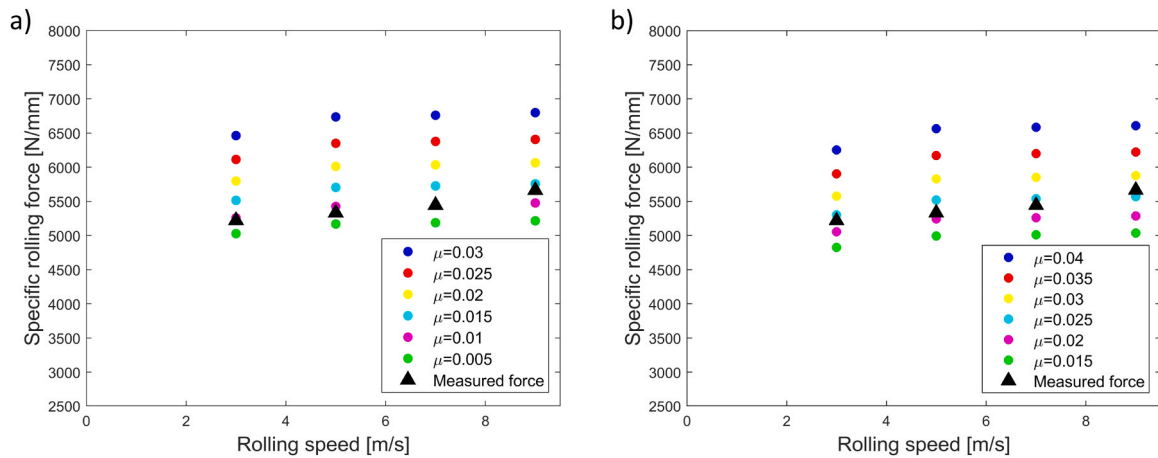 a)
Specific rolling force [N/mm]
8000
7500
7000
6500
6000
5500
5000
4500
4000
3500
3000
2500
0 2 4 6 8
Rolling speed [m/s]
μ=0.03
μ=0.025
μ=0.02
μ=0.015
μ=0.01
μ=0.005
Measured force
b)
Specific rolling force [N/mm]
8000
7500
7000
6500
6000
5500
5000
4500
4000
3500
3000
2500
0 2 4 6 8
Rolling speed [m/s]
μ=0.04
μ=0.035
μ=0.03
μ=0.025
μ=0.02
μ=0.015
Measured force